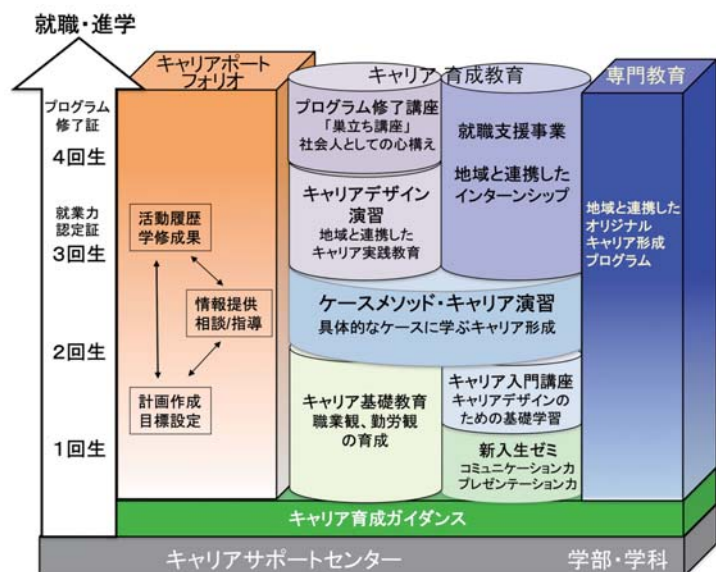 就職・進学
プログラム
修了証
4回生
就業力
認定証
3回生
2回生
1回生
キャリアポート
フォリオ
活動履歴
学修成果
情報提供
相談/指導
計画作成
目標設定
キャリア 育成教育
プログラム修了講座
「巣立ち講座」
社会人としての心構え
就職支援事業
地域と連携した
インターンシップ
キャリアデザイン
演習
地域と連携した
キャリア実践教育
ケースメソッド・キャリア演習
具体的なケースに学ぶキャリア形成
キャリア基礎教育
職業観、勤労観
の育成
キャリア入門講座
キャリアデザインの
ための基礎学習
新入生ゼミ
コミュニケーション力
プレゼンテーション力
専門教育
地域と連携した
オリジナル
キャリア形成
プログラム
キャリア育成ガイダンス
キャリアサポートセンター
学部・学科